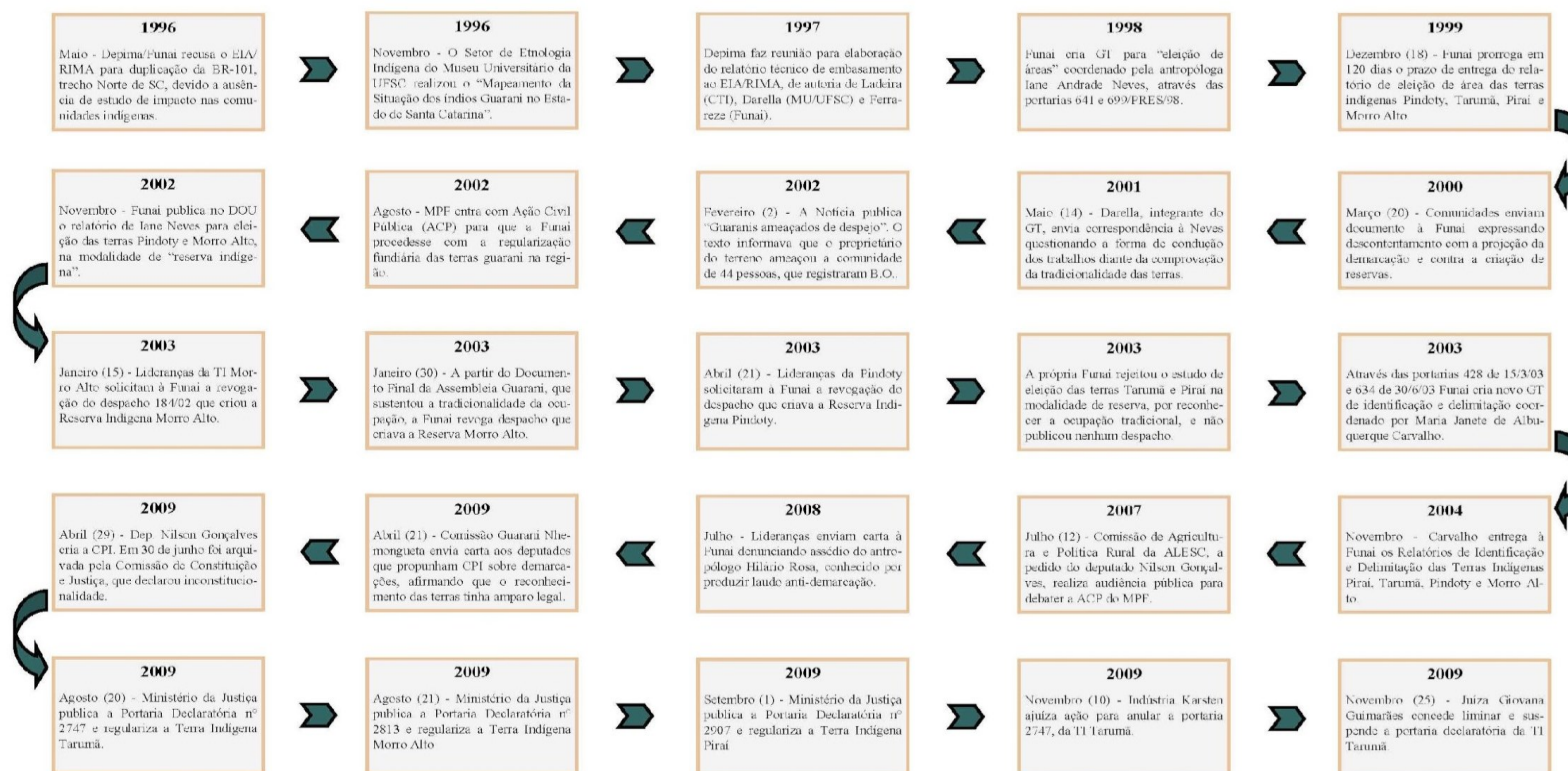 1996
Maio - Depima/Funai recusa o EIA/
RIMA para duplicação da BR-101,
trecho Norte de SC, devido a ausên-
cia de estudo de impacto nas comu-
nidades indígenas.
1996
Novembro - O Setor de Etnologia
Indígena do Museu Universitário da
UFSC realizou o “Mapeamento da
Situação dos índios Guarani no Esta-
do de Santa Catarina”.
1997
Depima faz reunião para elaboração
do relatório técnico de embasamento
ao EIA/RIMA, de autoria de Ladeira
(CTI), Darella (MU/UFSC) e Ferra-
reze (Funai).
1998
Funai cria GT para “eleição de
áreas” coordenado pela antropóloga
Iane Andrade Neves, através das
portarias 641 e 699/PRES/98.
1999
Dezembro (18) - Funai prorroga em
120 dias o prazo de entrega do rela-
tório de eleição de área das terras
indígenas Pindoty, Tarumã, Piraí e
Morro Alto
2000
Março (20) - Comunidades enviam
documento à Funai expressando
descontentamento com a projeção da
demarcação e contra a criação de
reservas.
2001
Maio (14) - Darella, integrante do
GT, envia correspondência à Neves
questionando a forma de condução
dos trabalhos diante da comprovação
da tradicionalidade das terras.
2002
Fevereiro (2) - A Notícia publica
“Guaranis ameaçados de despejo”. O
texto informava que o proprietário
do terreno ameaçou a comunidade
de 44 pessoas, que registraram B.O..
2002
Agosto - MPF entra com Ação Civil
Pública (ACP) para que a Funai
procedesse com a regularização
fundiária das terras guarani na regi-
ão.
2002
Novembro - Funai publica no DOU
o relatório de Iane Neves para elei-
ção das terras Pindoty e Morro Alto,
na modalidade de “reserva indíge-
na”.
2003
Janeiro (15) - Lideranças da TI Mor-
ro Alto solicitam à Funai a revoga-
ção do despacho 184/02 que criou a
Reserva Indígena Morro Alto.
2003
Janeiro (30) - A partir do Documen-
to Final da Assembleia Guarani, que
sustentou a tradicionalidade da ocu-
pação, a Funai revoga despacho que
criava a Reserva Morro Alto.
2003
Abril (21) - Lideranças da Pindoty
solicitaram à Funai a revogação do
despacho que criava a Reserva Indí-
gena Pindoty.
2003
A própria Funai rejeitou o estudo de
eleição das terras Tarumã e Piraí na
modalidade de reserva, por reconhe-
cer a ocupação tradicional, e não
publicou nenhum despacho.
2003
Através das portarias 428 de 15/3/03
e 634 de 30/6/03 Funai cria novo GT
de identificação e delimitação coor-
denado por Maria Janete de Albu-
querque Carvalho.
2004
Novembro - Carvalho entrega à
Funai os Relatórios de Identificação
e Delimitação das Terras Indígenas
Piraí, Tarumã, Pindoty e Morro Al-
to
2007
Julho (12) - Comissão de Agricultu-
ra e Política Rural da ALESC, a
pedido do deputado Nilson Gonçal-
ves, realiza audiência pública para
debater a ACP do MPF.
2008
Julho - Lideranças enviam carta à
Funai denunciando assédio do antro-
pólogo Hilário Rosa, conhecido por
produzir laudo anti-demarcação.
2009
Abril (21) - Comissão Guarani Nhe-
mongueta envia carta aos deputados
que propunham CPI sobre demarca-
ções, afirmando que o reconheci-
mento das terras tinha amparo legal.
2009
Abril (29) - Dep. Nilson Gonçalves
cria a CPI. Em 30 de junho foi arqui-
vada pela Comissão de Constituição
e Justiça, que declarou inconstitucio-
nalidade.
2009
Agosto (20) - Ministério da Justiça
publica a Portaria Declaratória nº
2747 e regulariza a Terra Indígena
Tarumã.
2009
Agosto (21) - Ministério da Justiça
publica a Portaria Declaratória nº
2813 e regulariza a Terra Indígena
Morro Alto
2009
Setembro (1) - Ministério da Justiça
publica a Portaria Declaratória nº
2907 e regulariza a Terra Indígena
Piraí
2009
Novembro (10) - Indústria Karsten
ajuíza ação para anular a portaria
2747, da TI Tarumã.
2009
Novembro (25) - Juíza Giovana
Guimarães concede liminar e sus-
pende a portaria declaratória da TI
Tarumã